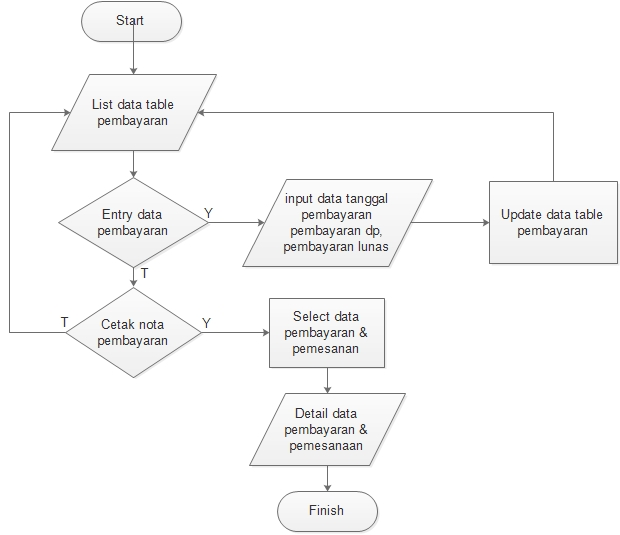 Start
List data table
pembayaran
Entry data
pembayaran
Y
input data tanggal
pembayaran
pembayaran dp,
pembayaran lunas
Update data table
pembayaran
T
Cetak nota
pembayaran
T
Y
Select data
pembayaran &
pemesanan
Detail data
pembayaran &
pemesanaan
Finish